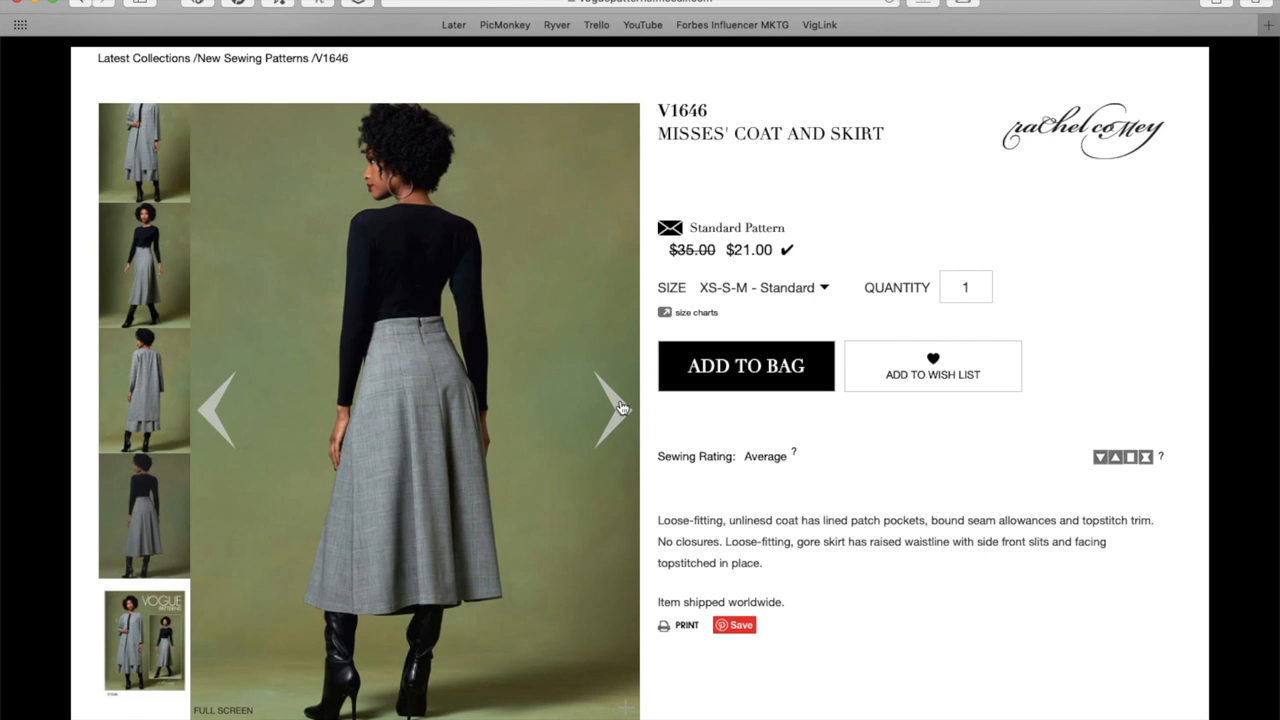 Later PicMonkey Ryver Trello YouTube Forbes Influencer MKTG VigLink
Latest Collections /New Sewing Patterns /V1646
V1646
MISSES' COAT AND SKIRT
rachel comey
Standard Pattern
$35.00 $21.00 ✔
SIZE XS-S-M - Standard QUANTITY 1
size charts
ADD TO BAG
ADD TO WISH LIST
Sewing Rating: Average ?
?
Loose-fitting, unlinesd coat has lined patch pockets, bound seam allowances and topstitch trim.
No closures. Loose-fitting, gore skirt has raised waistline with side front slits and facing
topstitched in place.
Item shipped worldwide.
PRINT Save
VOGUE
PATTERNS
V1646
FULL SCREEN